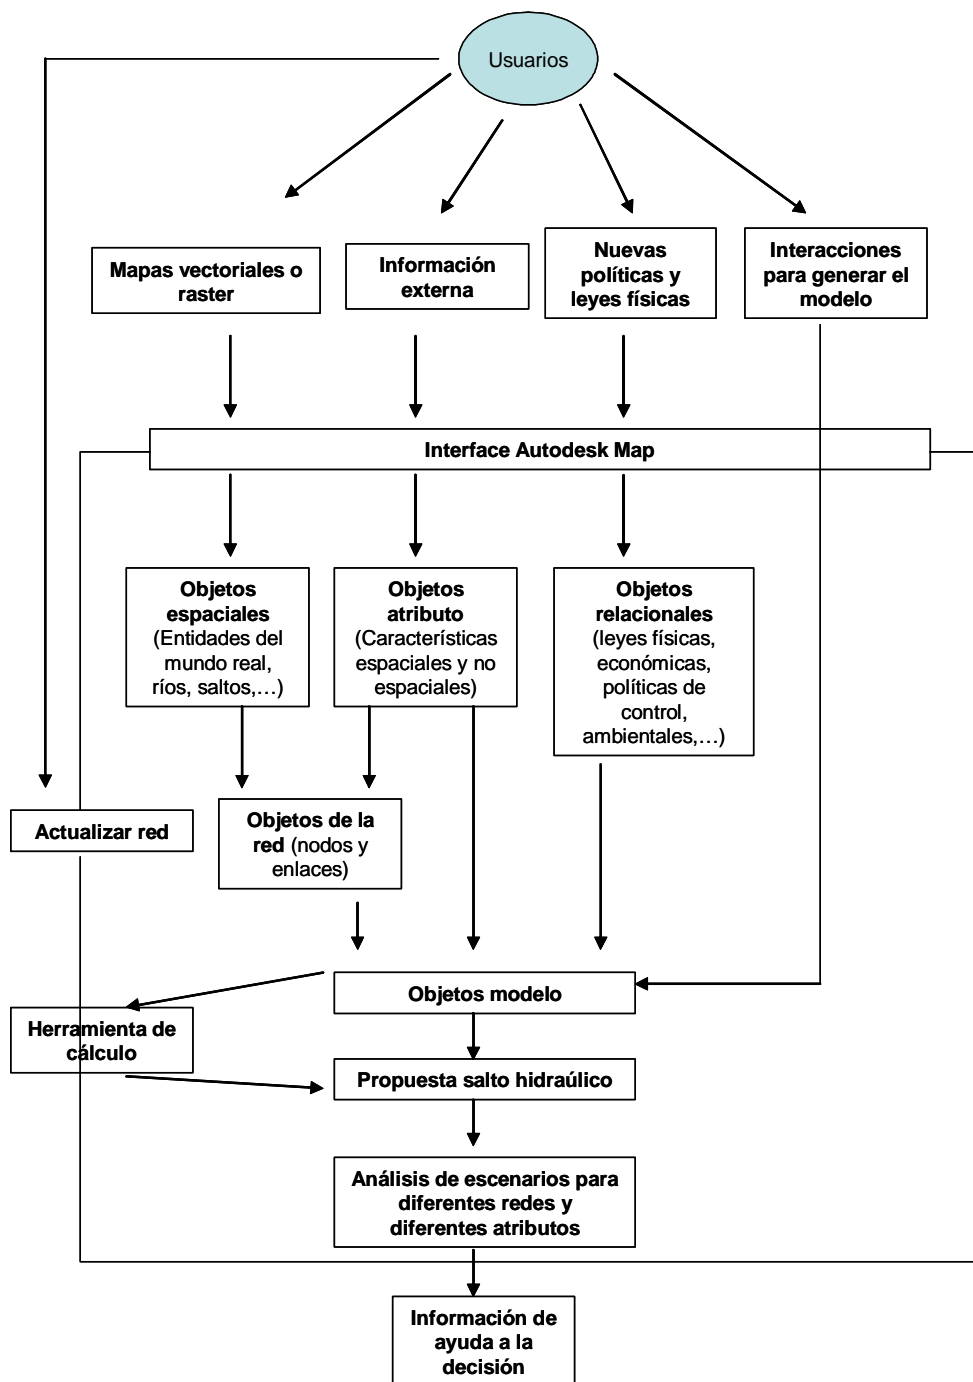 Usuarios
Mapas vectoriales o
raster
Información
externa
Nuevas
políticas y
leyes físicas
Interacciones
para generar el
modelo
Interface Autodesk Map
Objetos
espaciales
(Entidades del
mundo real,
ríos, saltos,…)
Objetos
atributo
(Características
espaciales y no
espaciales)
Objetos
relacionales
(leyes físicas,
económicas,
políticas de
control,
ambientales,…)
Actualizar red
Objetos de la
red (nodos y
enlaces)
Objetos modelo
Herramienta de
cálculo
Propuesta salto hidraúlico
Análisis de escenarios para
diferentes redes y
diferentes atributos
Información de
ayuda a la
decisión